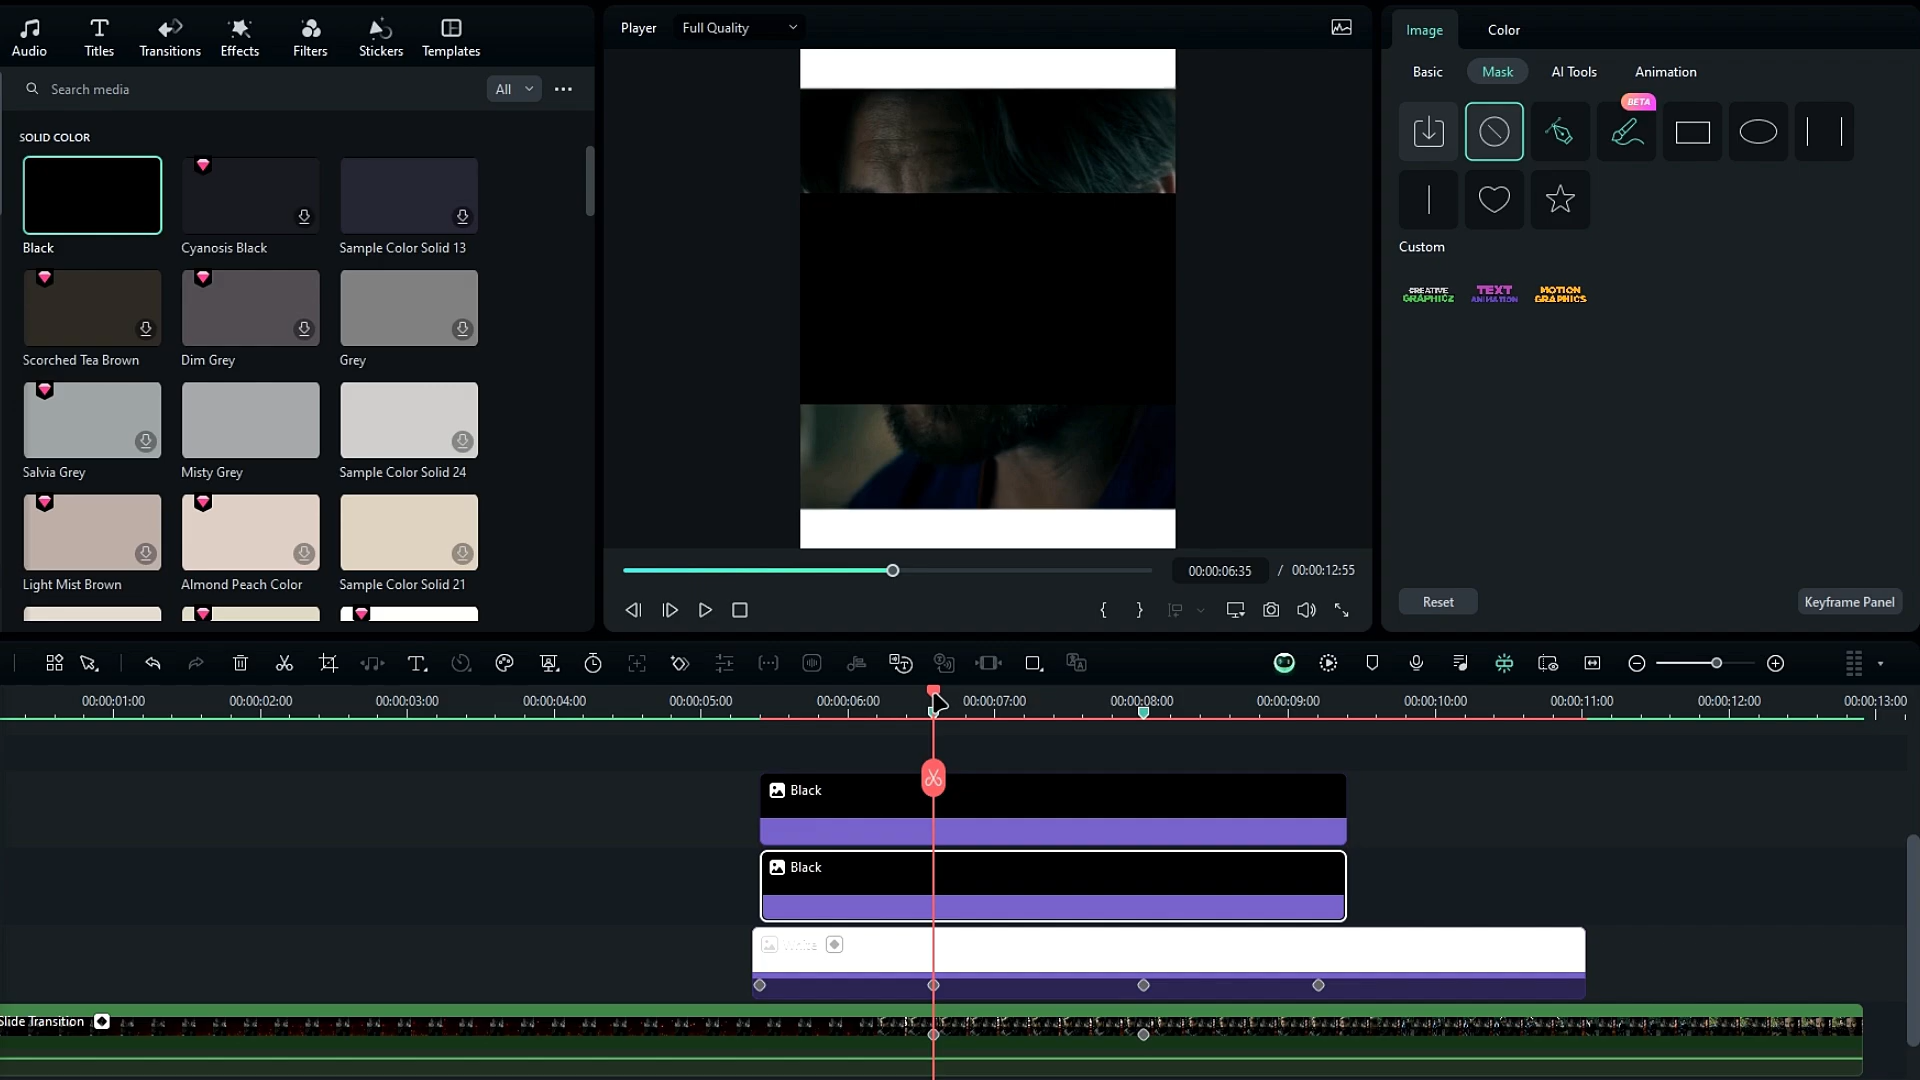 Audio
Titles
Transitions
Effects
Filters
Stickers
Templates
Search media
All
SOLID COLOR
Black
Cyanosis Black
Sample Color Solid 13
Scorched Tea Brown
Dim Grey
Grey
Salvia Grey
Misty Grey
Sample Color Solid 24
Light Mist Brown
Almond Peach Color
Sample Color Solid 21
Player
Full Quality
00:00:06:35 / 00:00:12:55
Image
Color
Basic
Mask
AI Tools
Animation
BETA
Custom
CREATIVE
GRAPHICZ
TEXT
ANIMATION
MOTION
GRAPHICS
Reset
Keyframe Panel
00:00:01:00
00:00:02:00
00:00:03:00
00:00:04:00
00:00:05:00
00:00:06:00
00:00:07:00
00:00:08:00
00:00:09:00
00:00:10:00
00:00:11:00
00:00:12:00
00:00:13:00
Black
Black
White
Slide Transition